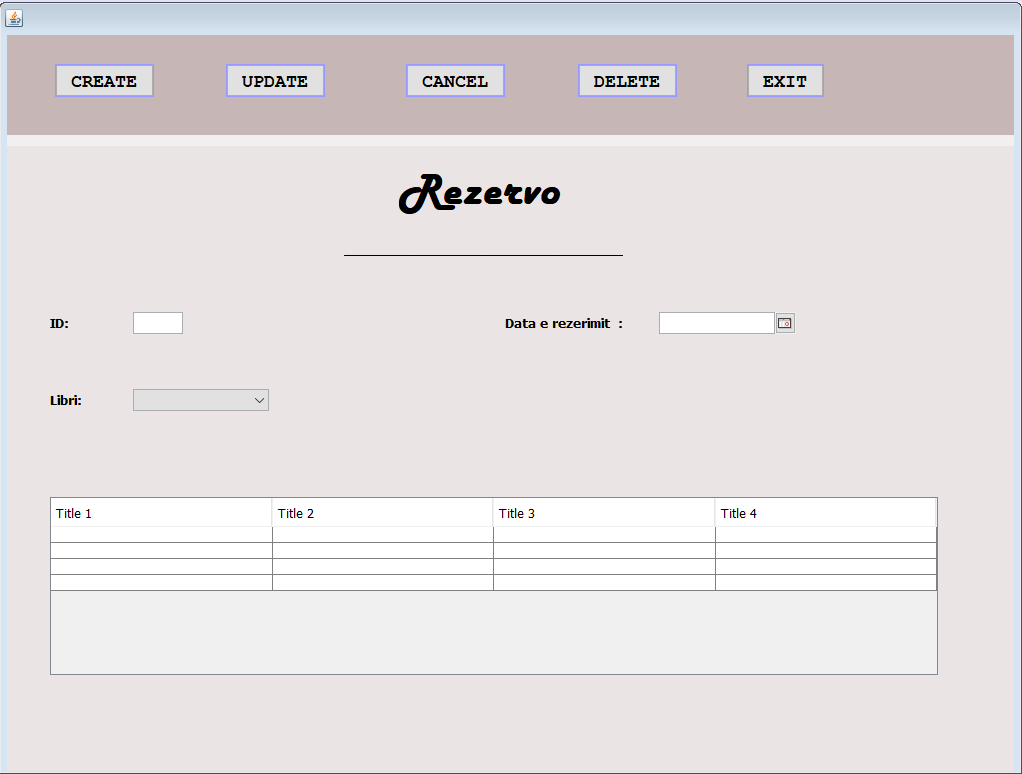 CREATE UPDATE CANCEL DELETE EXIT
Rezervo
ID: Data e rezerimit :
Libri:
Title 1 Title 2 Title 3 Title 4